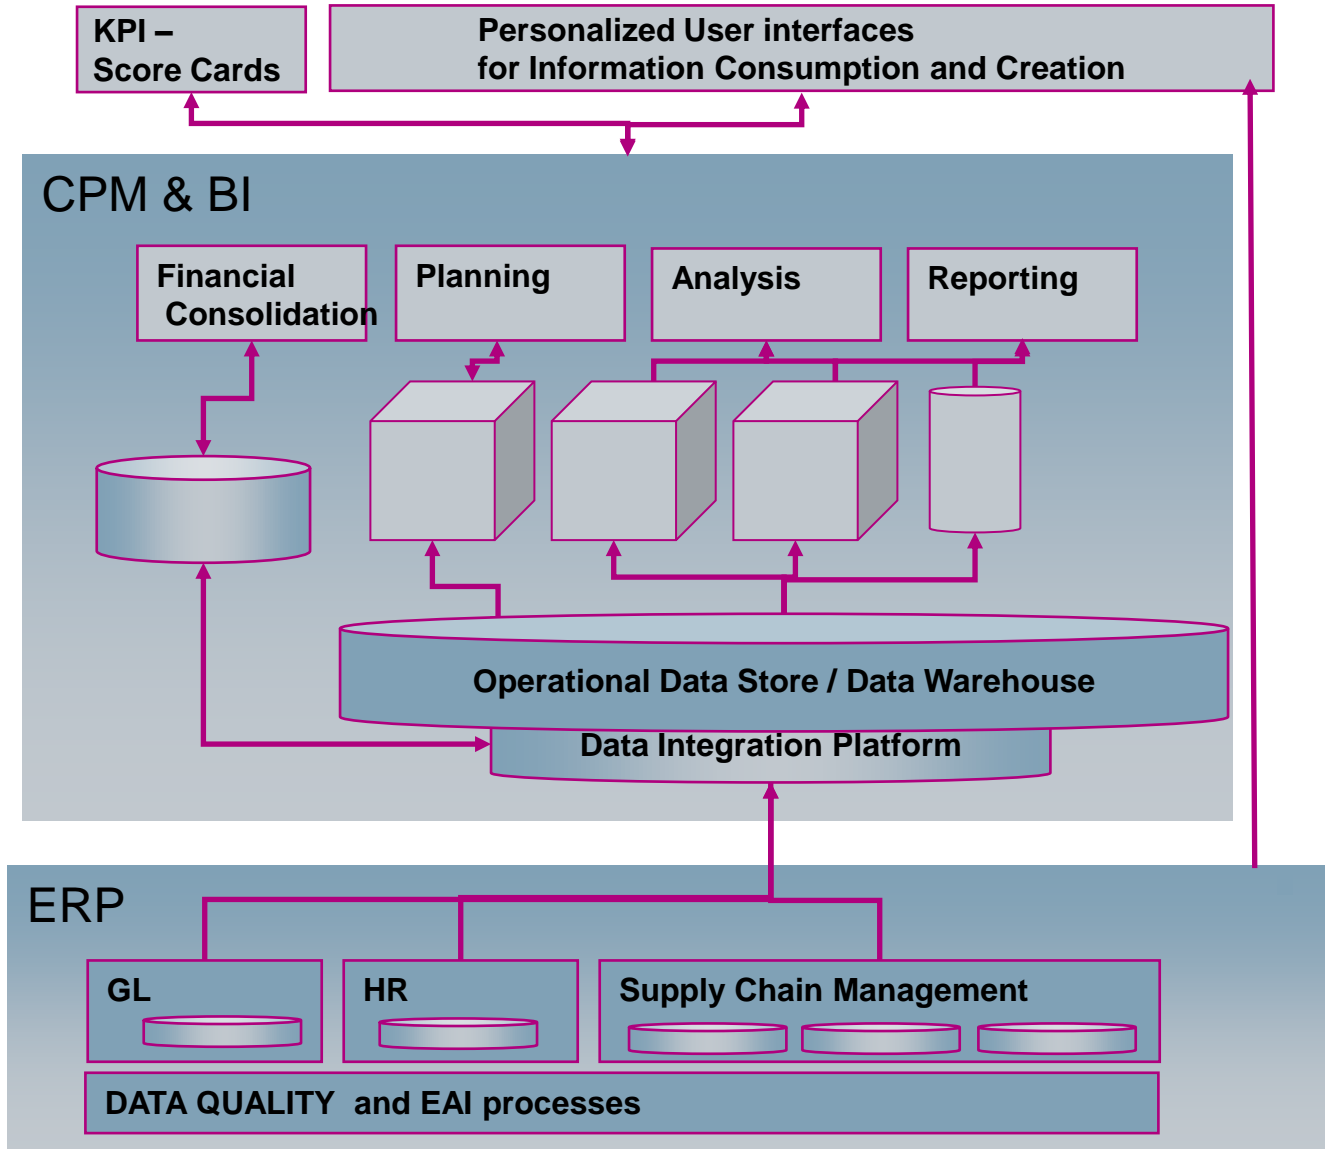 KPI –
Score Cards
Personalized User interfaces
for Information Consumption and Creation
CPM & BI
Financial
Consolidation
Planning
Analysis
Reporting
Operational Data Store / Data Warehouse
Data Integration Platform
ERP
GL
HR
Supply Chain Management
DATA QUALITY  and EAI processes